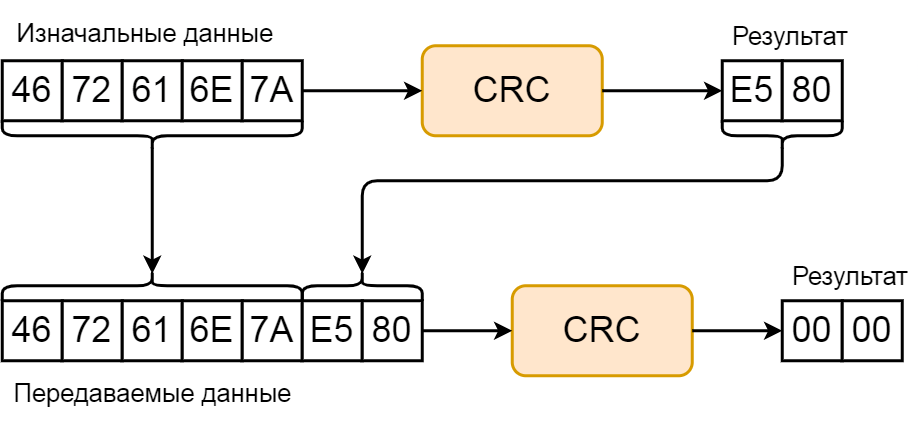 Изначальные данные
Результат
46 72 61 6E 7A
CRC
E5 80
Результат
46 72 61 6E 7A E5 80
CRC
00 00
Передаваемые данные